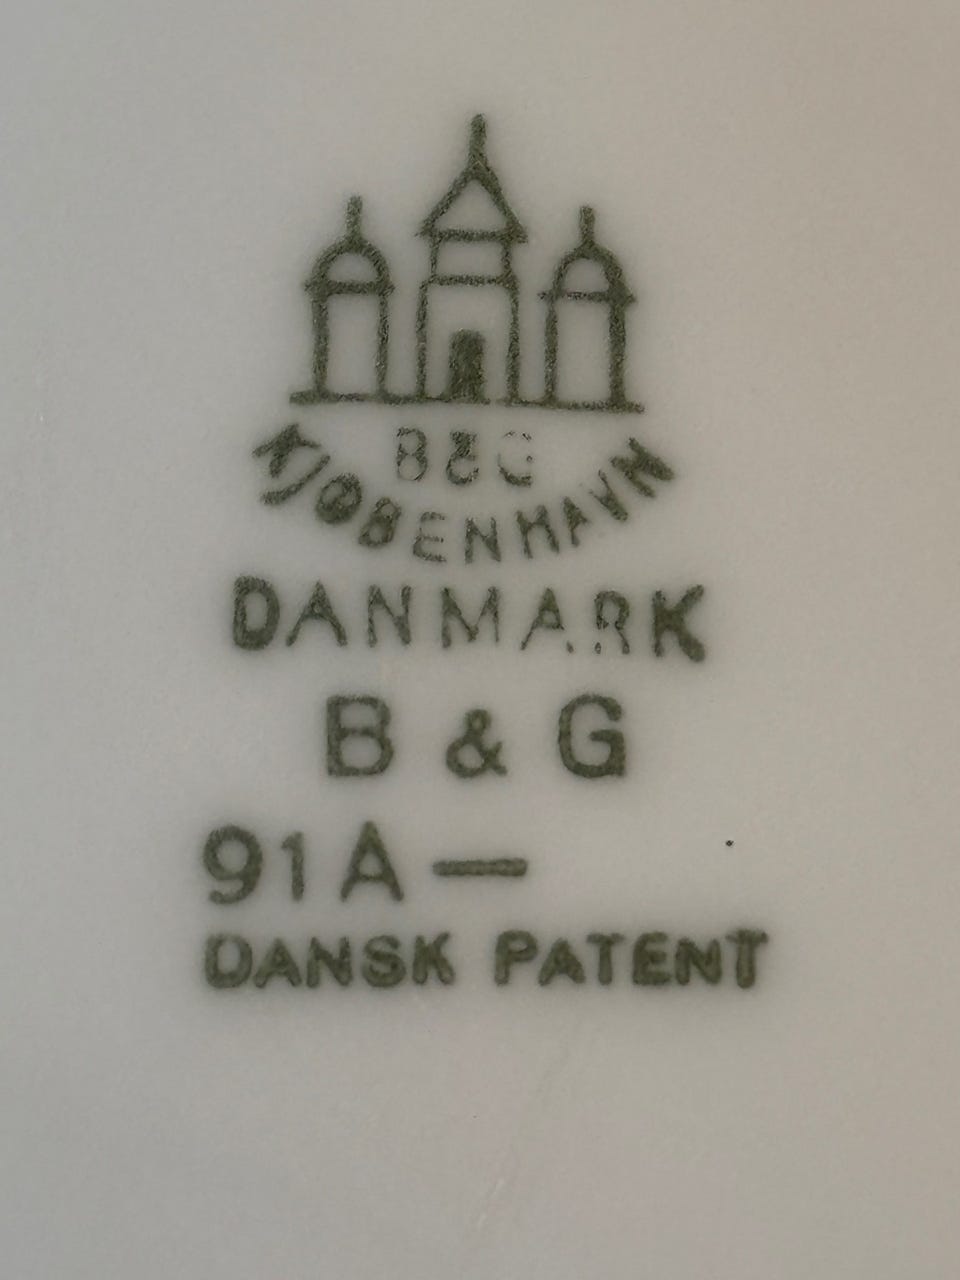 B&G
KJØBENHAVN
DANMARK
B & G
91A—
DANSK PATENT